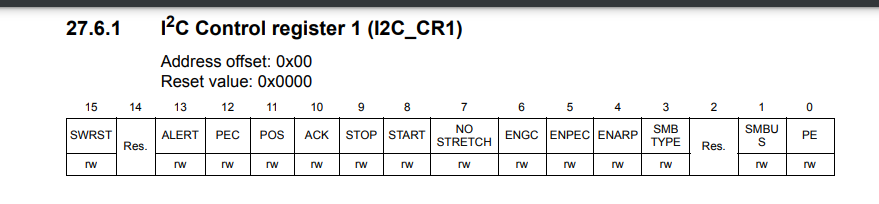 27.6.1 I²C Control register 1 (I2C_CR1)
Address offset: 0x00
Reset value: 0x0000
15 14 13 12 11 10 9 8 7 6 5 4 3 2 1 0
SWRST Res. ALERT PEC POS ACK STOP START NO STRETCH ENGC ENPEC ENARP SMB TYPE Res. SMBU S PE
rw rw rw rw rw rw rw rw rw rw rw rw rw rw